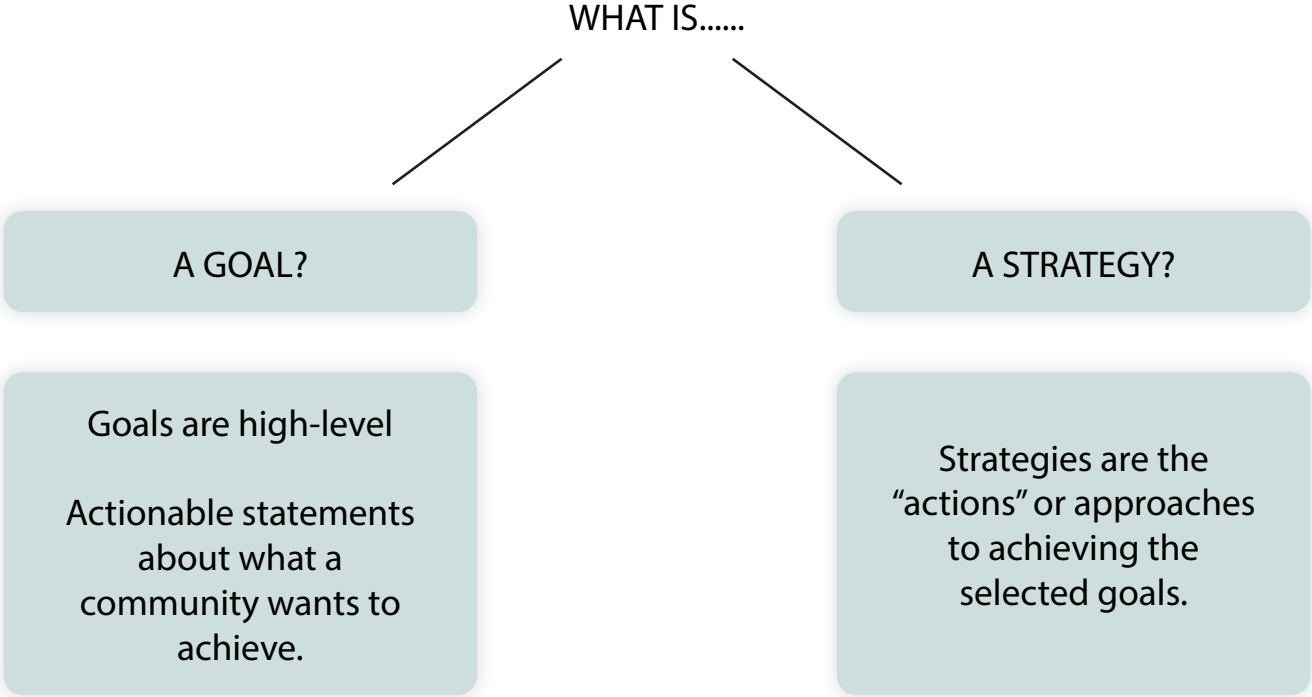 WHAT IS......
A GOAL?
A STRATEGY?
Goals are high-level
Actionable statements
about what a
community wants to
achieve.
Strategies are the
“actions” or approaches
to achieving the
selected goals.